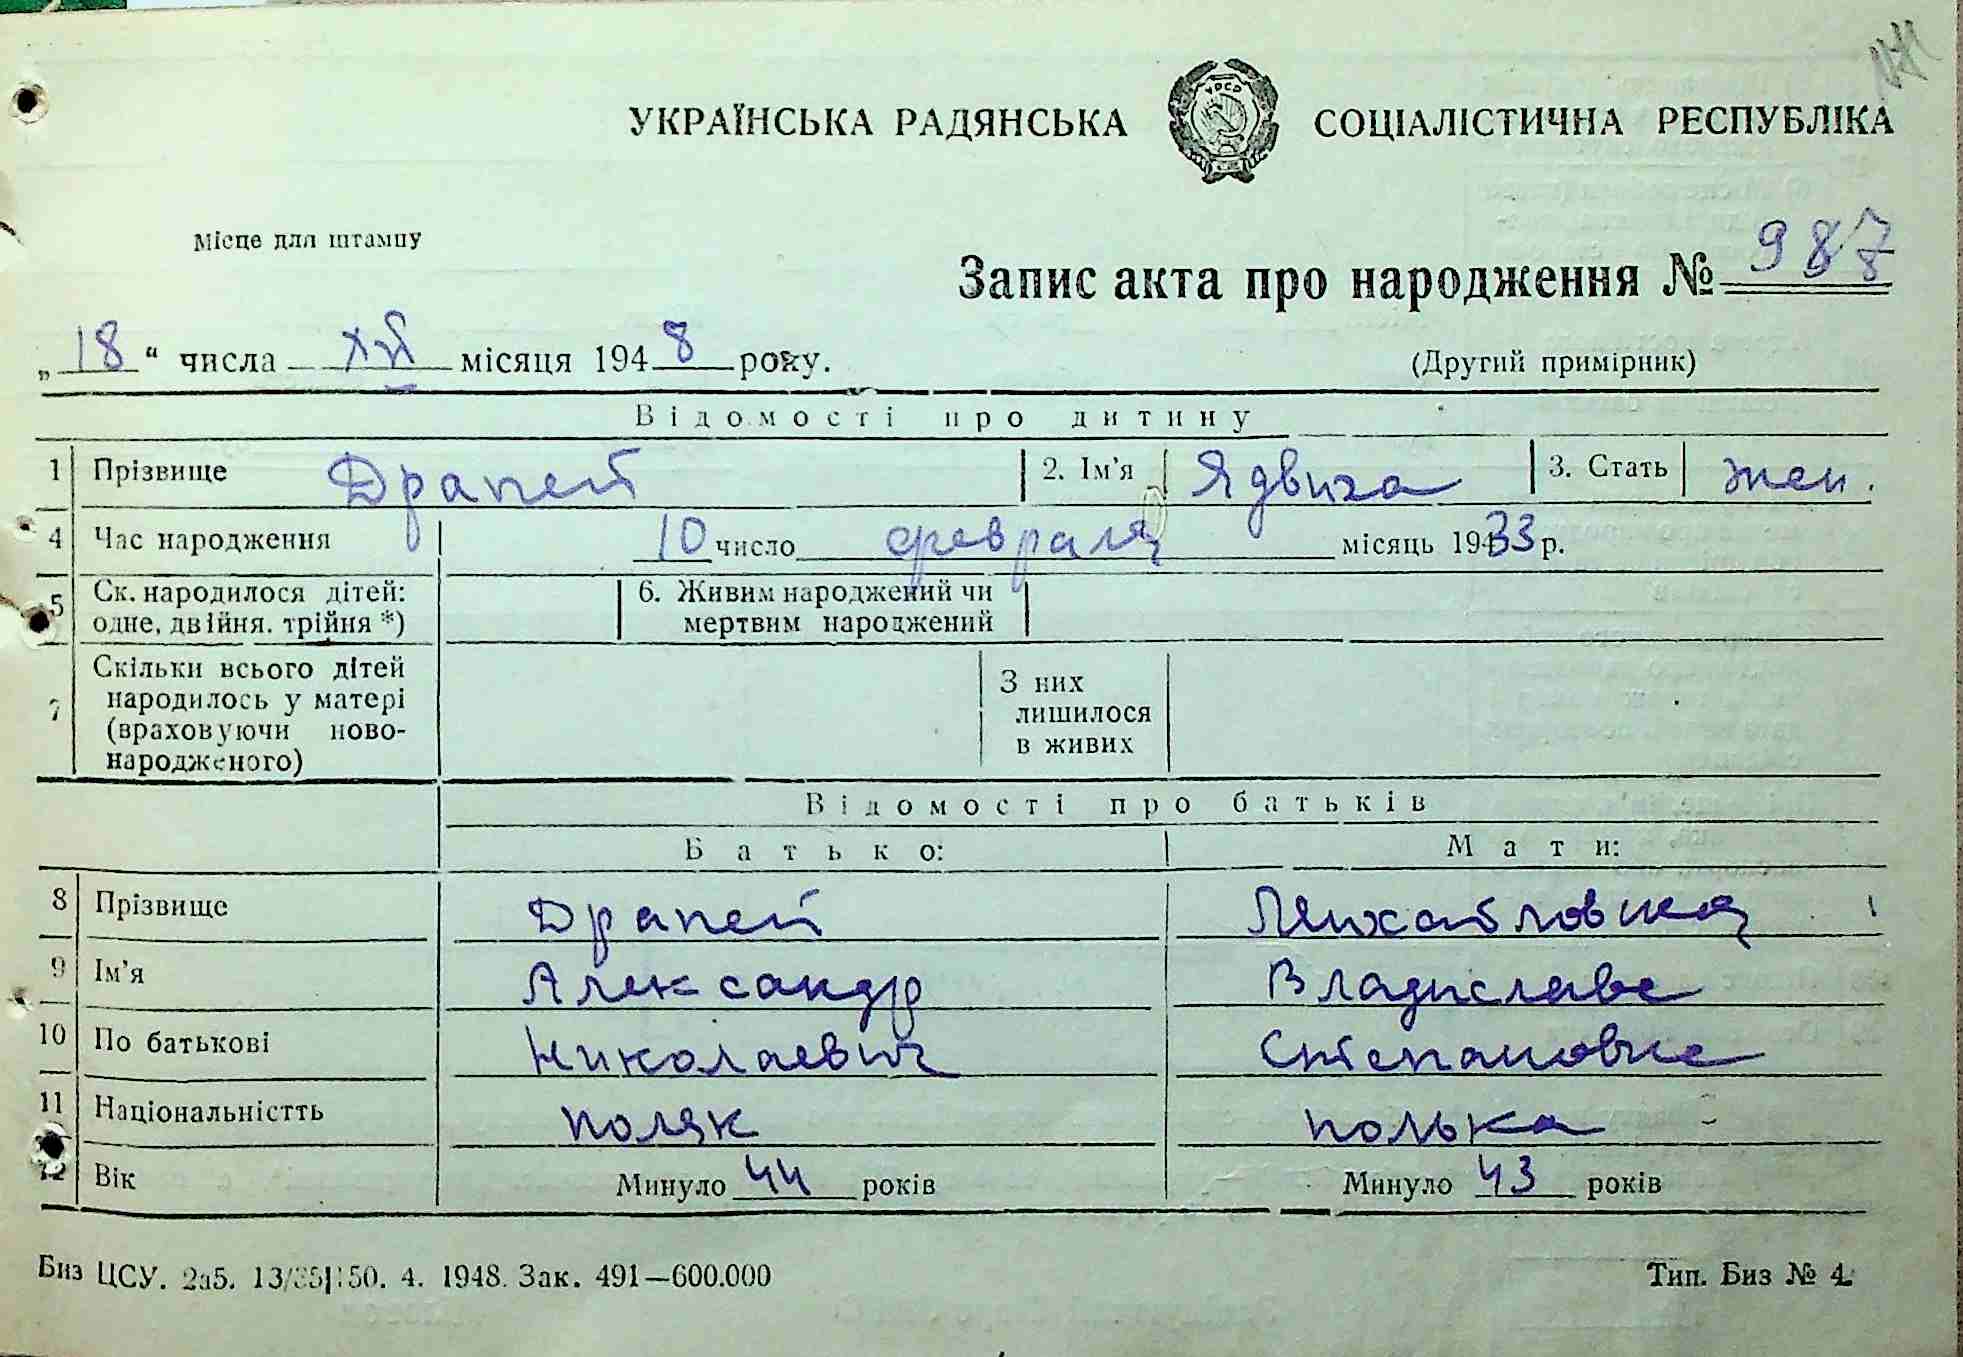 УКРАЇНСЬКА РАДЯНСЬКА СОЦІАЛІСТИЧНА РЕСПУБЛІКА
УРСР
Місце для штампу
Запис акта про народження № 987
„18“ числа XII місяця 1948 року.
(Другий примірник)
Відомості про дитину
1 Прізвище Драпей 2. Ім’я Ядвига 3. Стать жен.
4 Час народження 10 число февраля місяць 1933 р.
5 Ск. народилося дітей: одне, двійня. трійня *) 6. Живим народжений чи мертвим народжений
7 Скільки всього дітей народилось у матері (враховуючи ново-народженого) З них лишилося в живих
Відомості про батьків
Батько: Мати:
8 Прізвище Драпей
9 Ім’я Александр Владислава
10 По батькові Николаевич Степановна
11 Національністть поляк полька
12 Вік Минуло 44 років Минуло 43 років
Биз ЦСУ. 2а5. 13/35|150. 4. 1948. Зак. 491—600.000
Тип. Биз № 4.